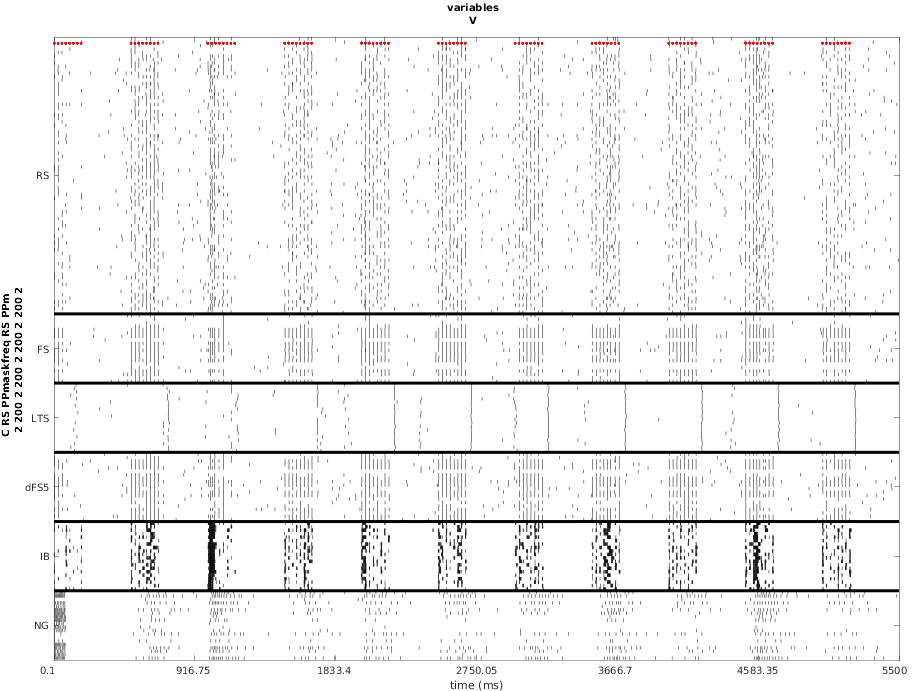 variables
V
C RS PPmaskfreq RS PPm
2 200 2 200 2 200 2 200 2
RS
FS
LTS
dFS5
IB
NG
0.1 916.75 1833.4 2750.05 3666.7 4583.35 5500
time (ms)